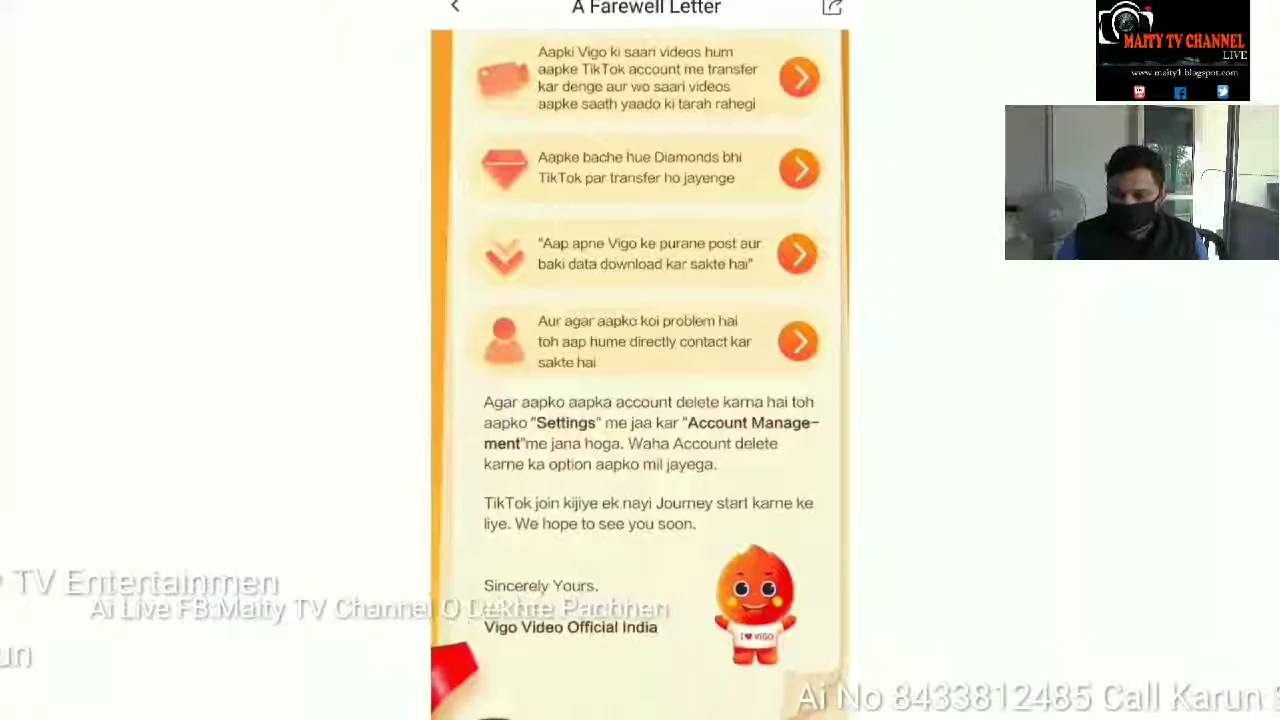 A Farewell Letter
MAITY TV CHANNEL
LIVE
www.maity1.blogspot.com
Aapki Vigo ki saari videos hum
aapke TikTok account me transfer
kar denge aur wo saari videos
aapke saath yaado ki tarah rahegi
Aapke bache hue Diamonds bhi
TikTok par transfer ho jayenge
"Aap apne Vigo ke purane post aur
baki data download kar sakte hai"
Aur agar aapko koi problem hai
toh aap hume directly contact kar
sakte hai
Agar aapko aapka account delete karna hai toh
aapko "Settings" me jaa kar "Account Manage-
ment"me jana hoga. Waha Account delete
karne ka option aapko mil jayega.
TikTok join kijiye ek nayi Journey start karne ke
liye. We hope to see you soon.
Sincerely Yours.
Vigo Video Official India
I ❤ VIGO
TV Entertainmen
Ai Live FB:Maity TV Channel O Dekhte Pachhen
un
Ai No 8433812485 Call Karun